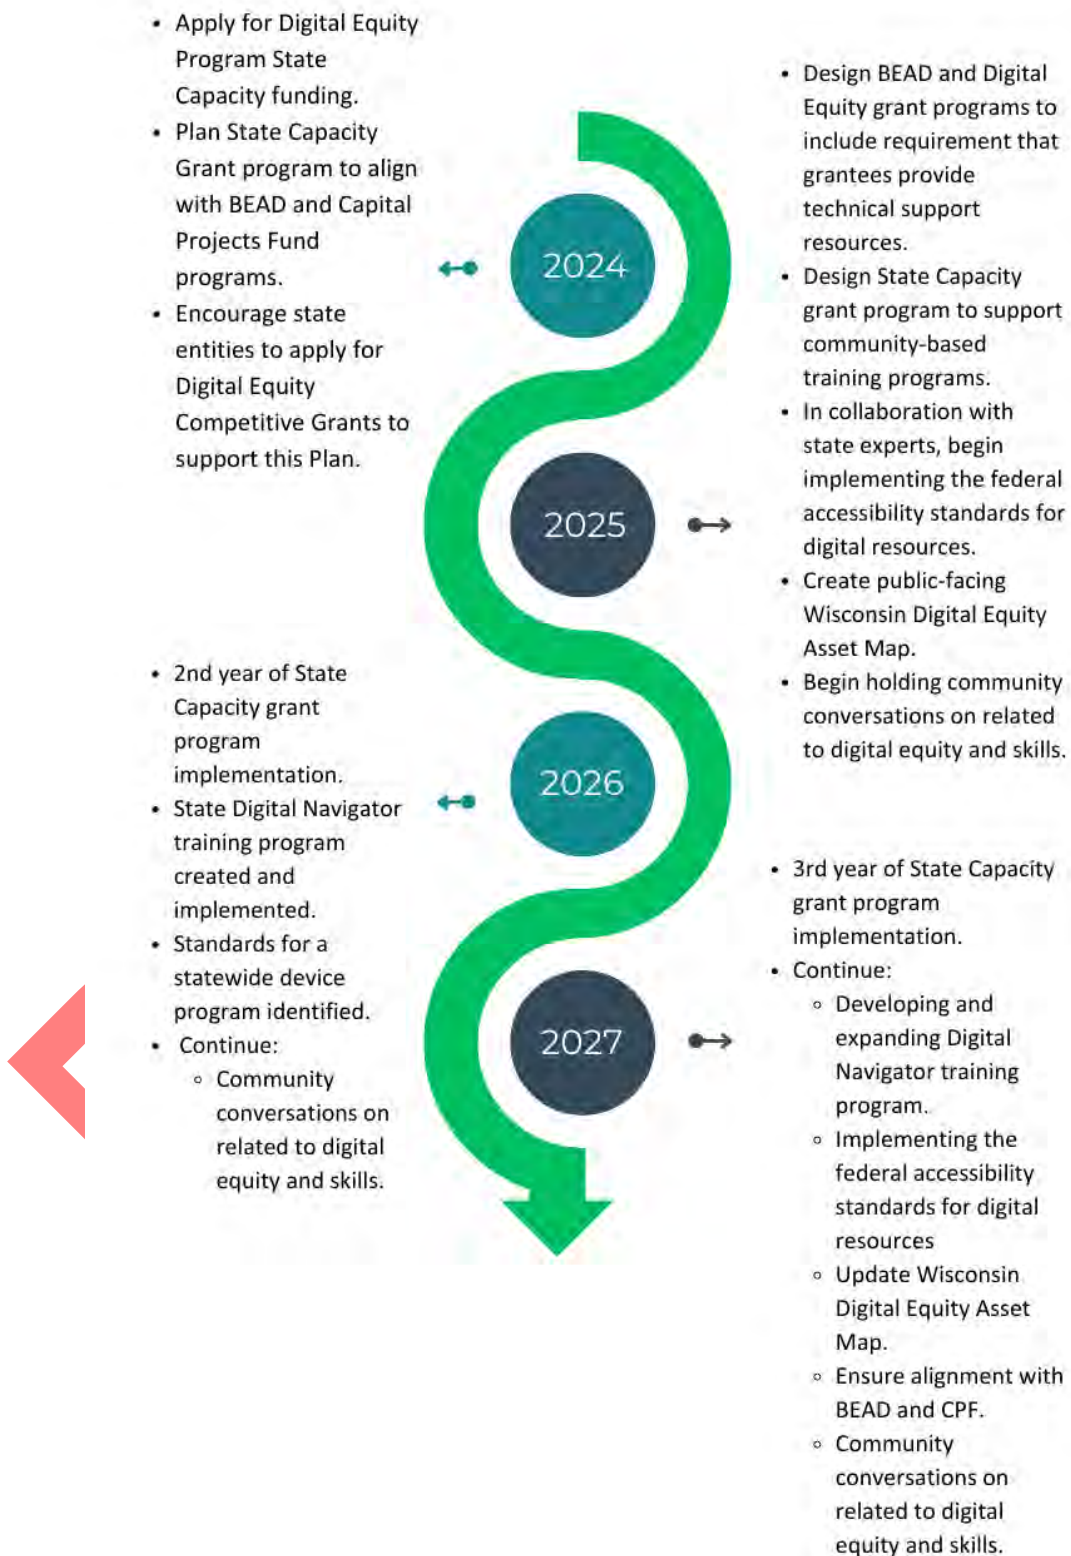 • Apply for Digital Equity
Program State
Capacity funding.
• Plan State Capacity
Grant program to align
with BEAD and Capital
Projects Fund
programs.
• Encourage state
entities to apply for
Digital Equity
Competitive Grants to
support this Plan.
2024
• Design BEAD and Digital
Equity grant programs to
include requirement that
grantees provide
technical support
resources.
• Design State Capacity
grant program to support
community-based
training programs.
• In collaboration with
state experts, begin
implementing the federal
accessibility standards for
digital resources.
• Create public-facing
Wisconsin Digital Equity
Asset Map.
• Begin holding community
conversations on related
to digital equity and skills.
2025
• 2nd year of State
Capacity grant
program
implementation.
• State Digital Navigator
training program
created and
implemented.
• Standards for a
statewide device
program identified.
• Continue:
◦ Community
conversations on
related to digital
equity and skills.
2026
• 3rd year of State Capacity
grant program
implementation.
• Continue:
◦ Developing and
expanding Digital
Navigator training
program.
◦ Implementing the
federal accessibility
standards for digital
resources
◦ Update Wisconsin
Digital Equity Asset
Map.
◦ Ensure alignment with
BEAD and CPF.
◦ Community
conversations on
related to digital
equity and skills.
2027